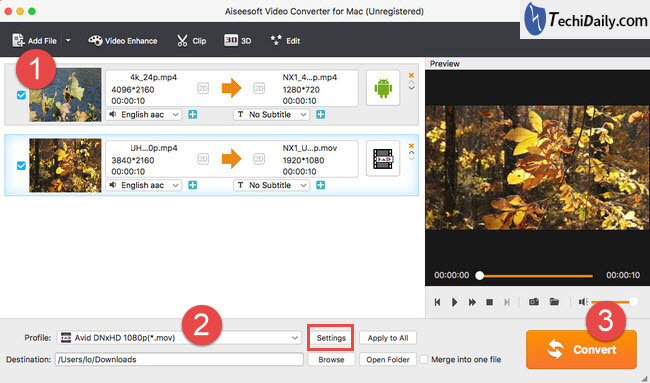 Aiseesoft Video Converter for Mac (Unregistered)
TechiDaily.com
Add File Video Enhance Clip 3D 3D Edit
1
Preview
4k_24p.mp4 2D 2D NX1_4...p.mp4
4096*2160 1280*720
00:00:10 00:00:10
English aac T No Subtitle
UH...0p.mp4 2D 2D NX1_U...p.mov
3840*2160 1920*1080
00:00:10 00:00:10
English aac T No Subtitle
00:00:00 00:00:10
2
3
Profile: Avid DNxHD 1080p(*.mov) Settings Apply to All
Convert
Destination: /Users/lo/Downloads Browse Open Folder Merge into one file